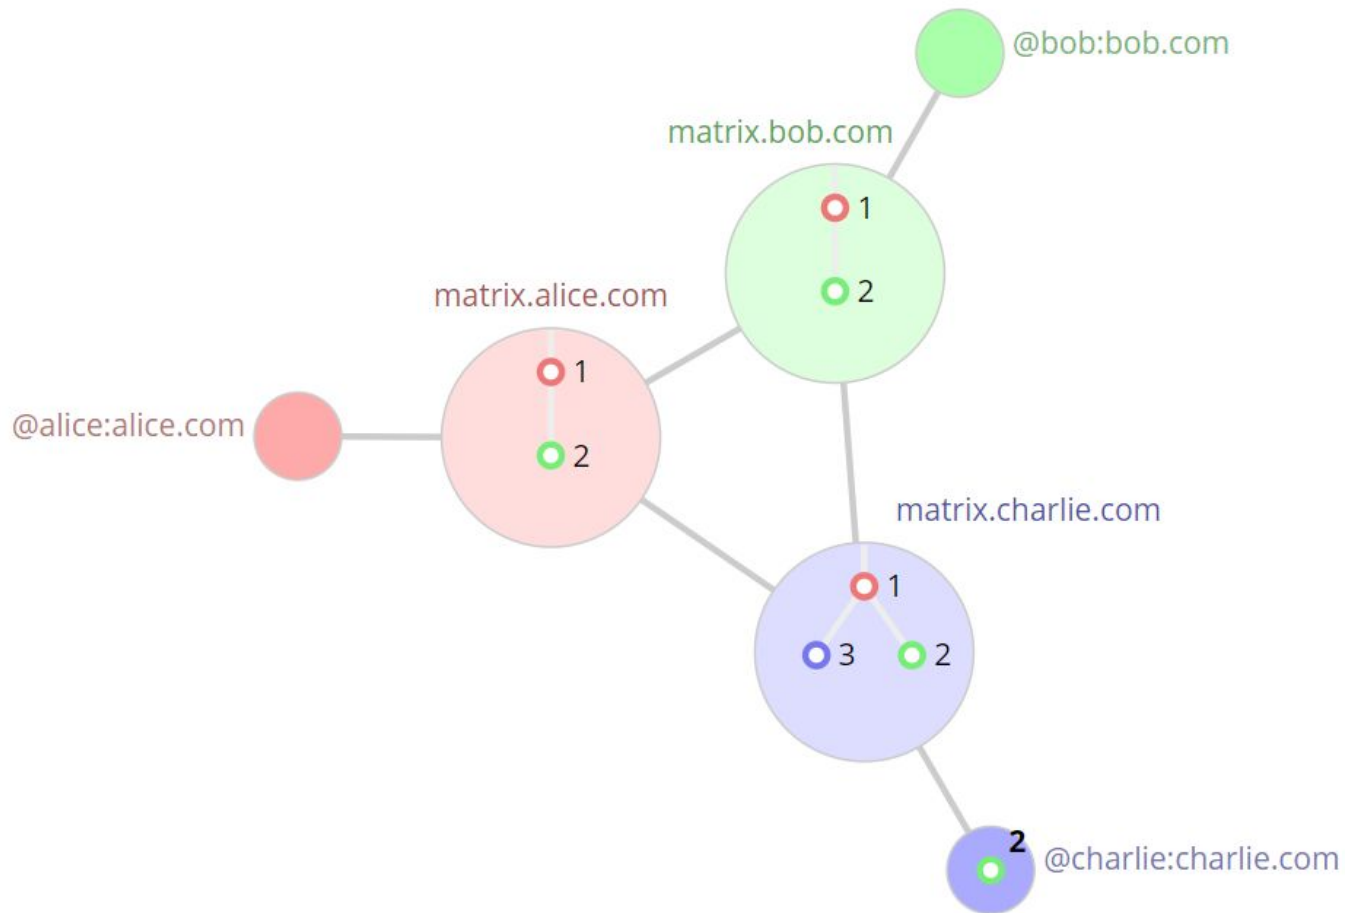 @bob:bob.com
matrix.bob.com
1
2
matrix.alice.com
1
2
@alice:alice.com
matrix.charlie.com
1
3 2
2
@charlie:charlie.com